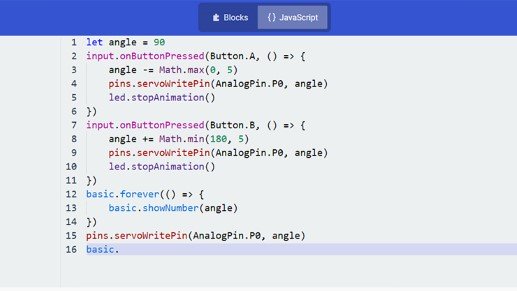 Blocks
{} JavaScript
1 let angle = 90
2 input.onButtonPressed(Button.A, () => {
3     angle -= Math.max(0, 5)
4     pins.servoWritePin(AnalogPin.P0, angle)
5     led.stopAnimation()
6 })
7 input.onButtonPressed(Button.B, () => {
8     angle += Math.min(180, 5)
9     pins.servoWritePin(AnalogPin.P0, angle)
10     led.stopAnimation()
11 })
12 basic.forever(() => {
13     basic.showNumber(angle)
14 })
15 pins.servoWritePin(AnalogPin.P0, angle)
16 basic.